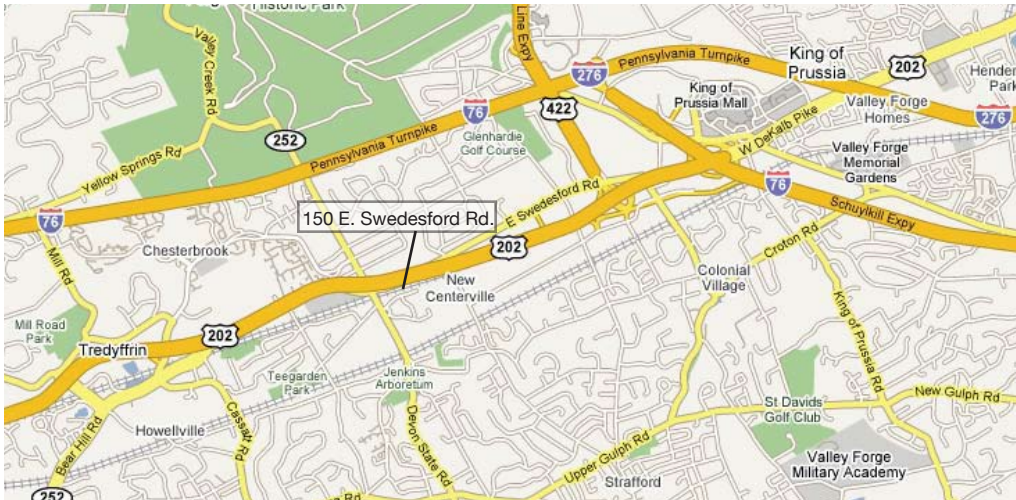 Historic Park
Valley
Creek Rd
Line Expy
276
Pennsylvania Turnpike
King of
Prussia
202
Hender
Park
King of
Prussia Mall
76
422
252
Pennsylvania Turnpike
Glenhardie
Golf Course
W DeKalb Pike
Valley Forge
Homes
276
Yellow Springs Rd
Valley Forge
Memorial
Gardens
76
150 E. Swedesford Rd.
E Swedesford Rd
76
Schuylkill Expy
Chesterbrook
202
Croton Rd
Mill Rd
New
Centerville
Colonial
Village
Mill Road
Park
202
King of Prussia Rd
Tredyffrin
Teegarden
Park
Jenkins
Arboretum
New Gulph Rd
St Davids
Golf Club
Howellville
Bear Hill Rd
Cassatt Rd
Devon State Rd
Upper Gulph Rd
Valley Forge
Military Academy
252
Rd
Strafford